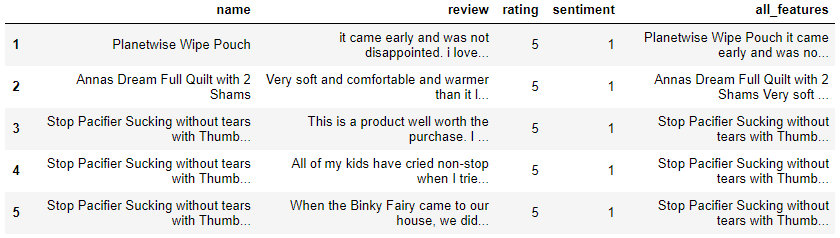 name review rating sentiment all_features
1 Planetwise Wipe Pouch it came early and was not disappointed. i love... 5 1 Planetwise Wipe Pouch it came early and was no...
2 Annas Dream Full Quilt with 2 Shams Very soft and comfortable and warmer than it l... 5 1 Annas Dream Full Quilt with 2 Shams Very soft ...
3 Stop Pacifier Sucking without tears with Thumb... This is a product well worth the purchase. I ... 5 1 Stop Pacifier Sucking without tears with Thumb...
4 Stop Pacifier Sucking without tears with Thumb... All of my kids have cried non-stop when I trie... 5 1 Stop Pacifier Sucking without tears with Thumb...
5 Stop Pacifier Sucking without tears with Thumb... When the Binky Fairy came to our house, we did... 5 1 Stop Pacifier Sucking without tears with Thumb...